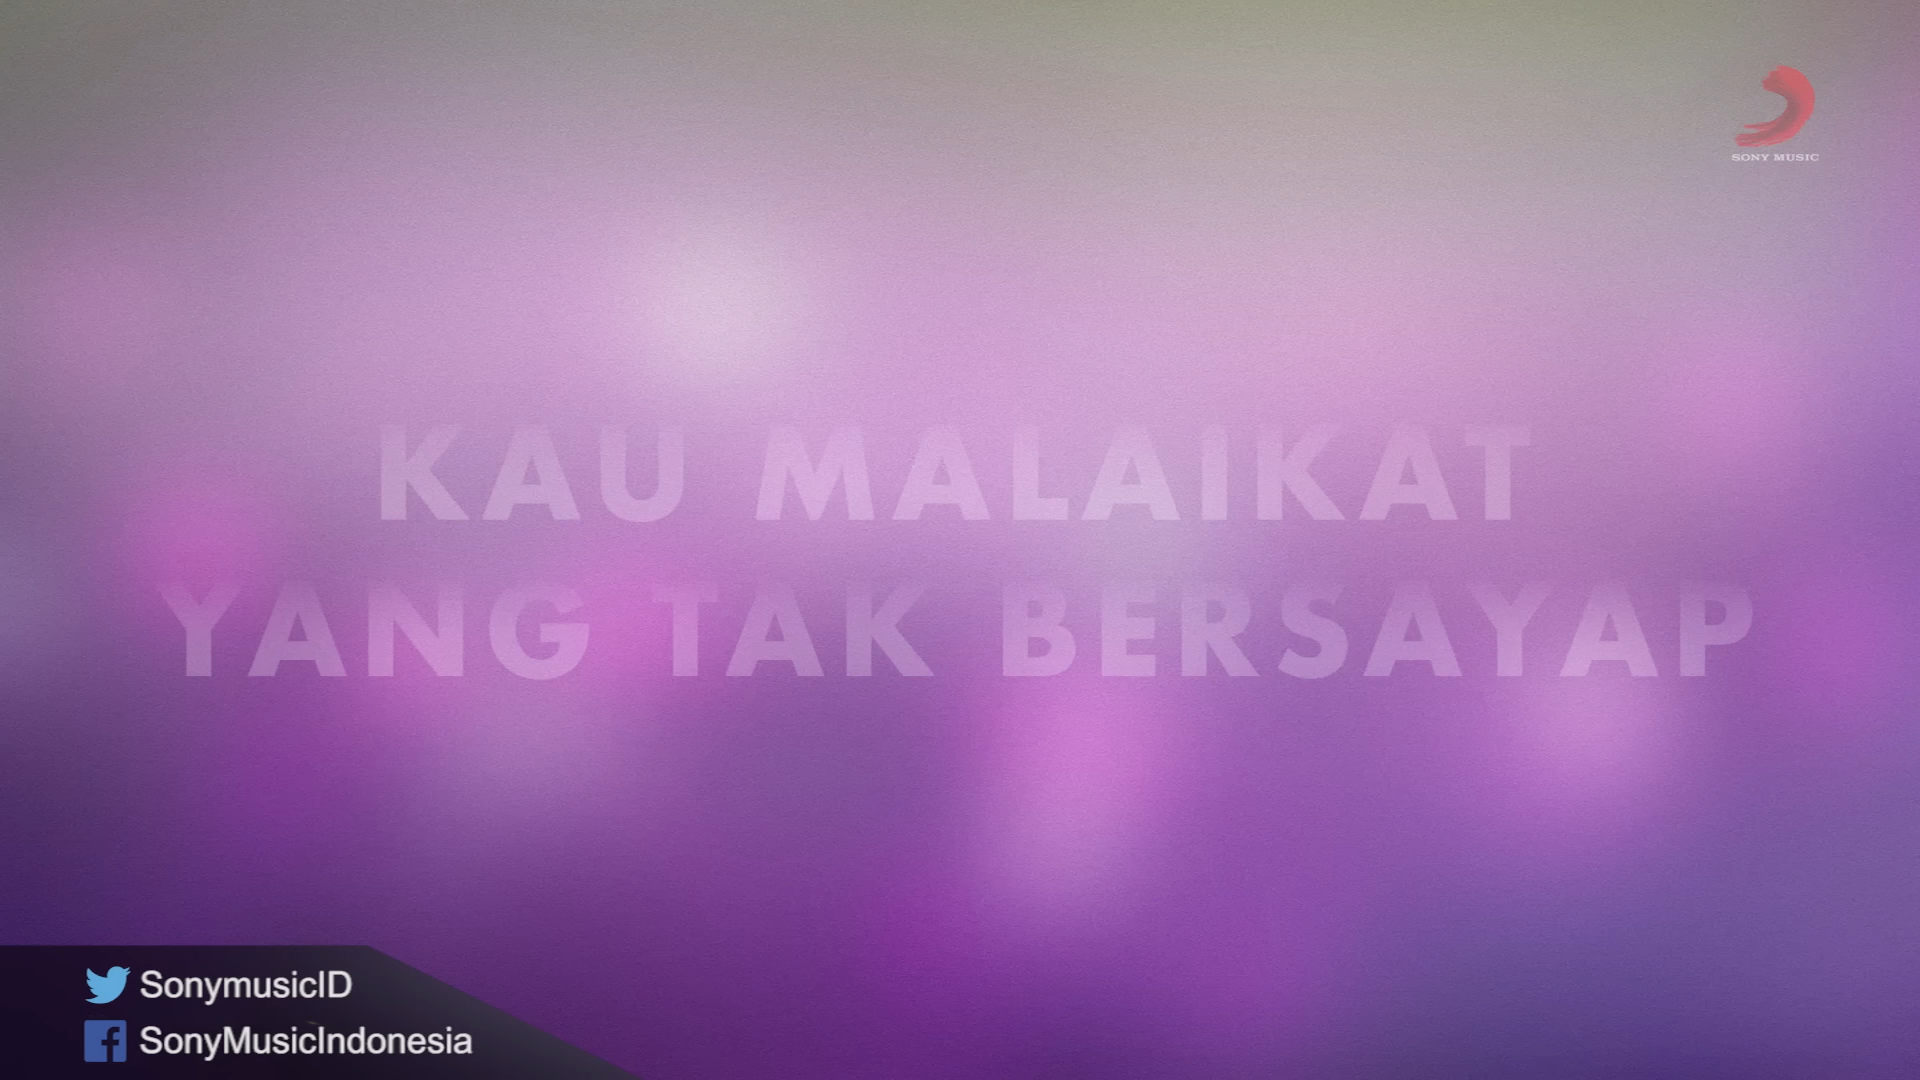 SONY MUSIC
KAU MALAIKAT
YANG TAK BERSAYAP
SonymusicID
SonyMusicIndonesia